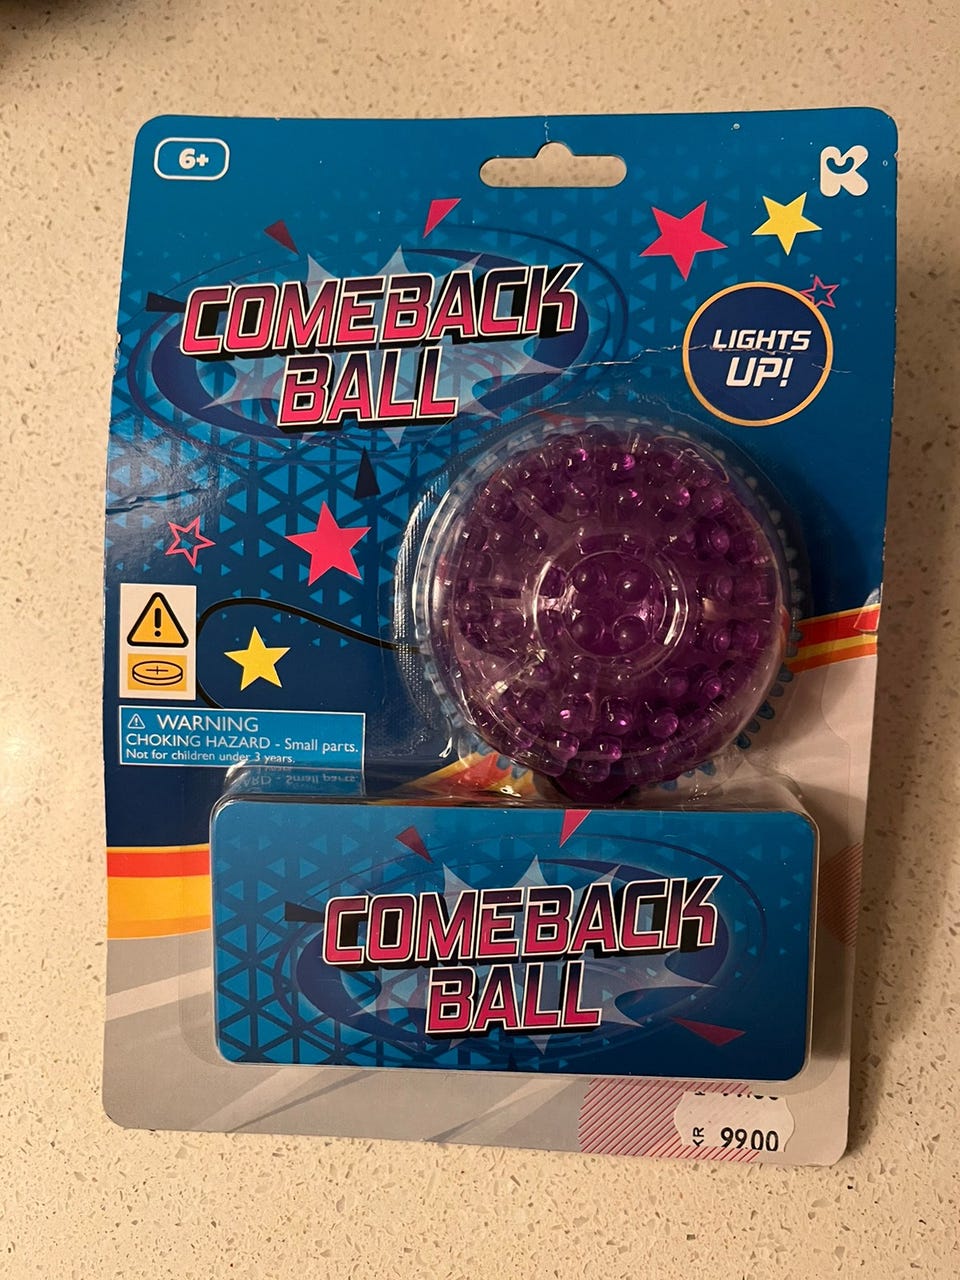 6+
COMEBACK
BALL
LIGHTS
UP!
⚠ WARNING
CHOKING HAZARD - Small parts.
Not for children under 3 years.
COMEBACK
BALL
KR 99.00